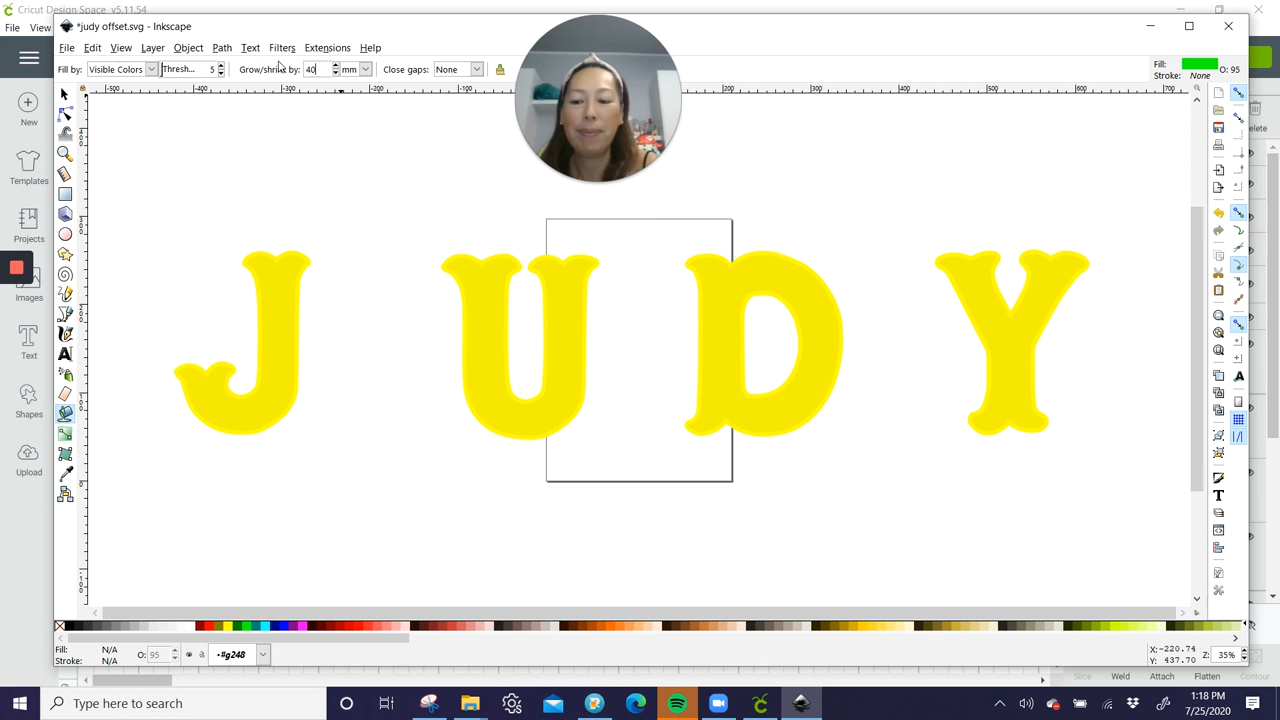 Cricut Design Space v5.11.54
File View
*judy offset.svg - Inkscape
File Edit View Layer Object Path Text Filters Extensions Help
Fill by: Visible Colors Thresh... 5 Grow/shrink by: 40 mm Close gaps: None
Fill:
Stroke: None O: 95
-500 -400 -300 -200 -100 200 300 400 500 600 700
New
Templates
Projects
Images
Text
Shapes
Upload
elete
JUDY
Fill: N/A
Stroke: N/A
O: 95
•#g248
X: -220.74
Y: 437.70
Z: 35%
Slice Weld Attach Flatten Contour
Type here to search
1:18 PM
7/25/2020